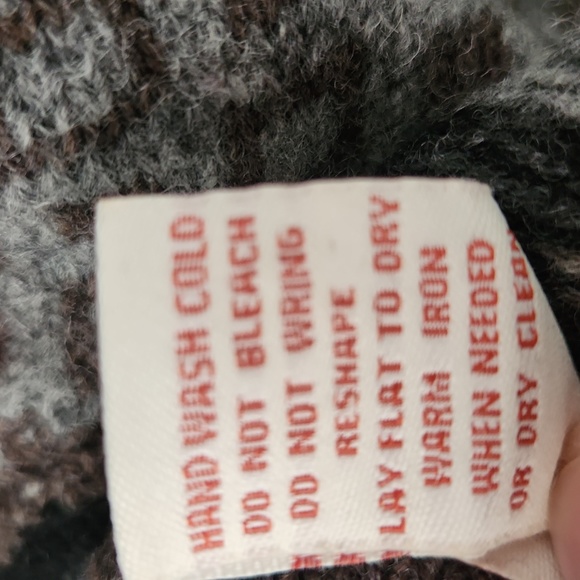 HAND WASH COLD
DO NOT BLEACH
DO NOT WRING
RESHAPE
LAY FLAT TO DRY
WARM IRON
WHEN NEEDED
OR DRY CLEAN